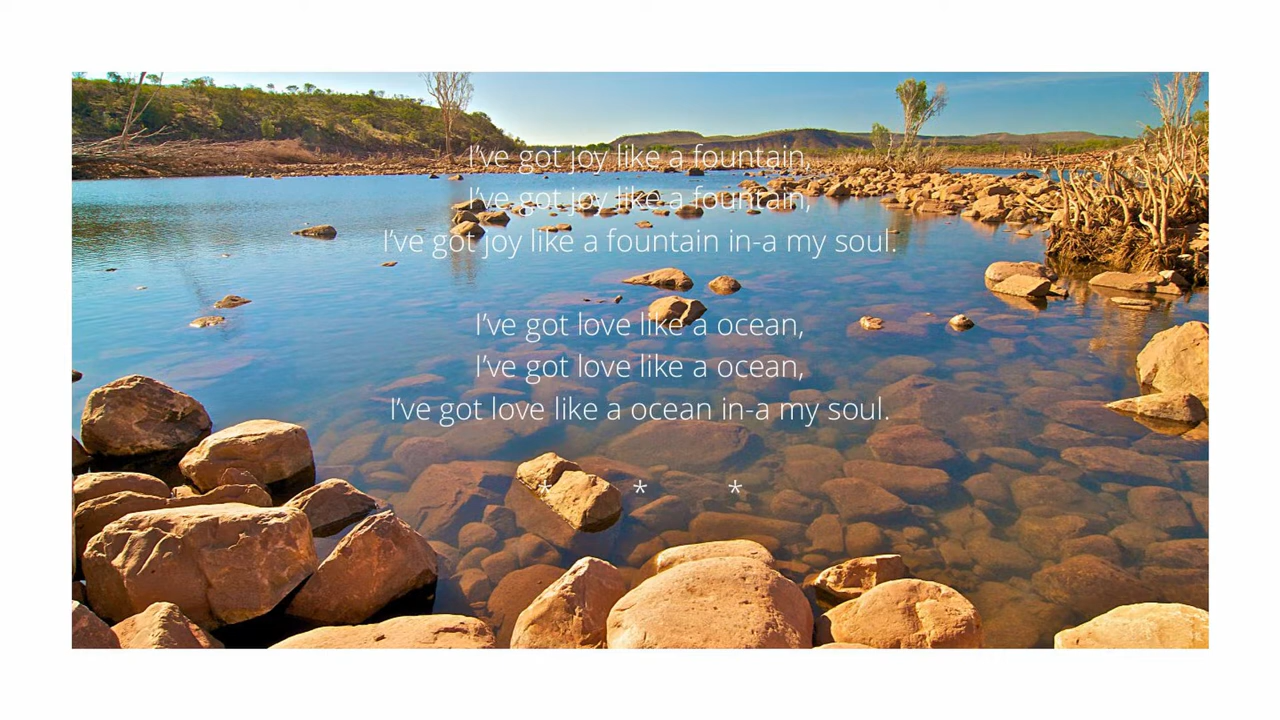 I've got joy like a fountain,
I've got joy like a fountain,
I've got joy like a fountain in-a my soul.
I've got love like a ocean,
I've got love like a ocean,
I've got love like a ocean in-a my soul.
* * *